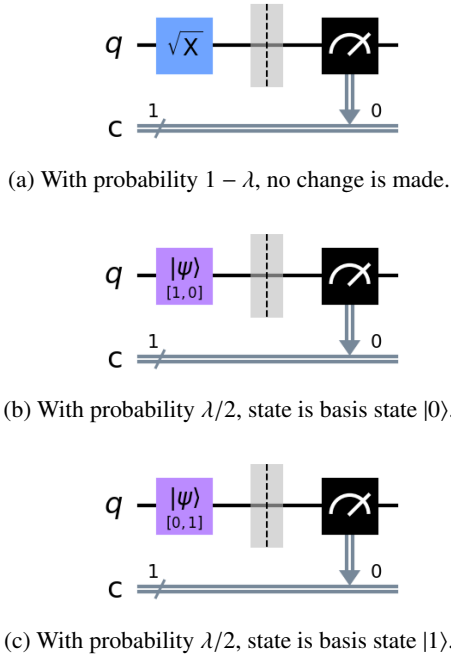 q √X
c 1 0
(a) With probability 1 − λ, no change is made.
q |ψ⟩
[1,0]
c 1 0
(b) With probability λ/2, state is basis state |0⟩.
q |ψ⟩
[0,1]
c 1 0
(c) With probability λ/2, state is basis state |1⟩.